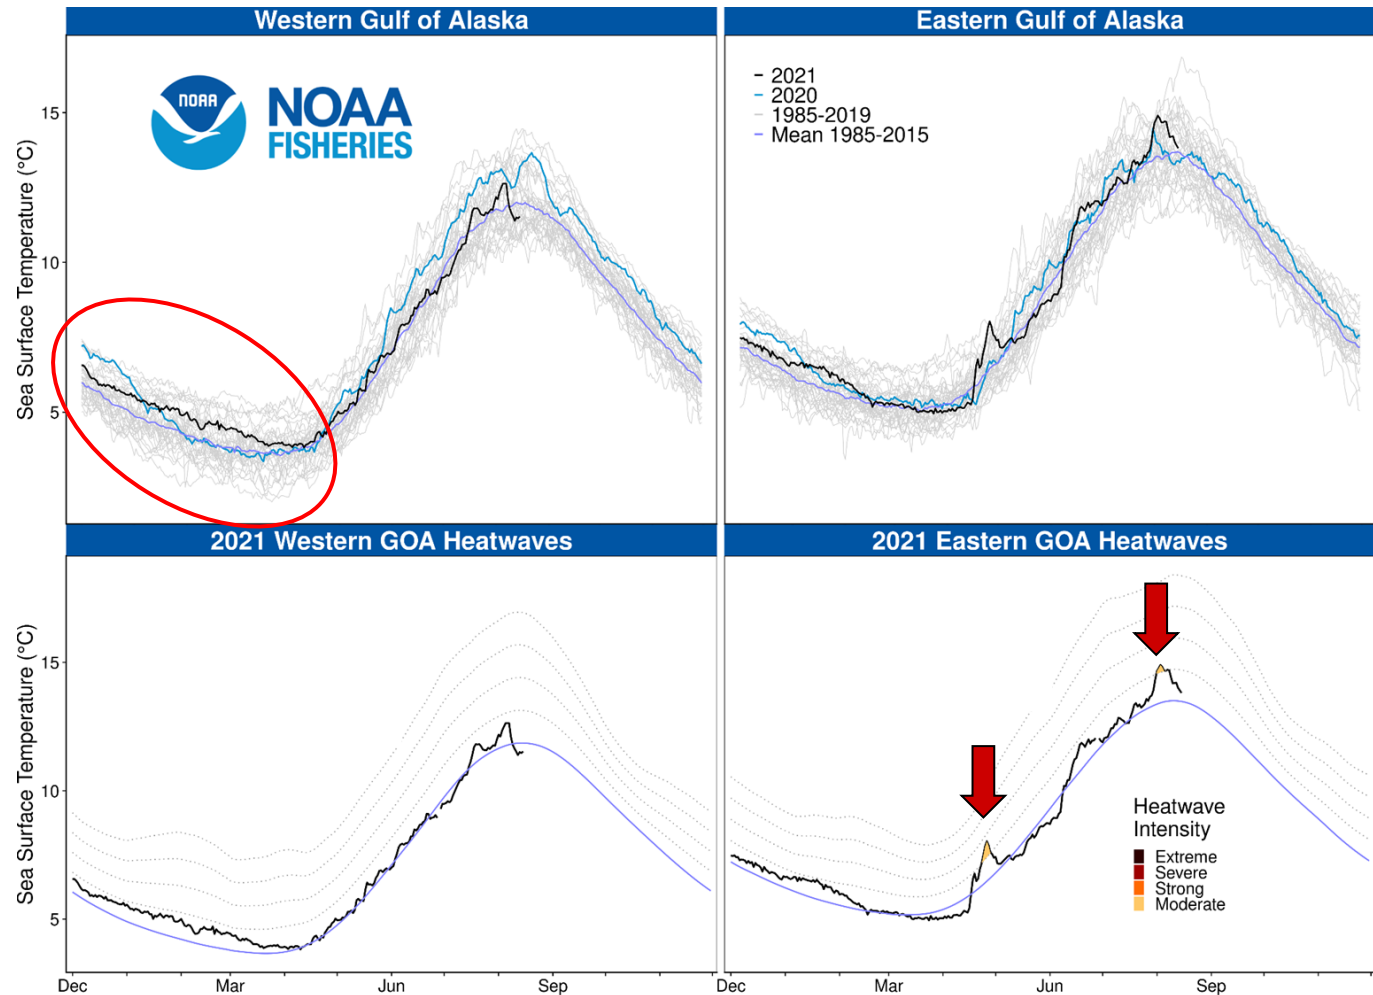 Western Gulf of Alaska
Eastern Gulf of Alaska
Sea Surface Temperature (°C)
15
10
5
NOAA
NOAA
FISHERIES
2021
2020
1985-2019
Mean 1985-2015
2021 Western GOA Heatwaves
2021 Eastern GOA Heatwaves
Sea Surface Temperature (°C)
15
10
5
Heatwave
Intensity
Extreme
Severe
Strong
Moderate
Dec Mar Jun Sep
Dec Mar Jun Sep